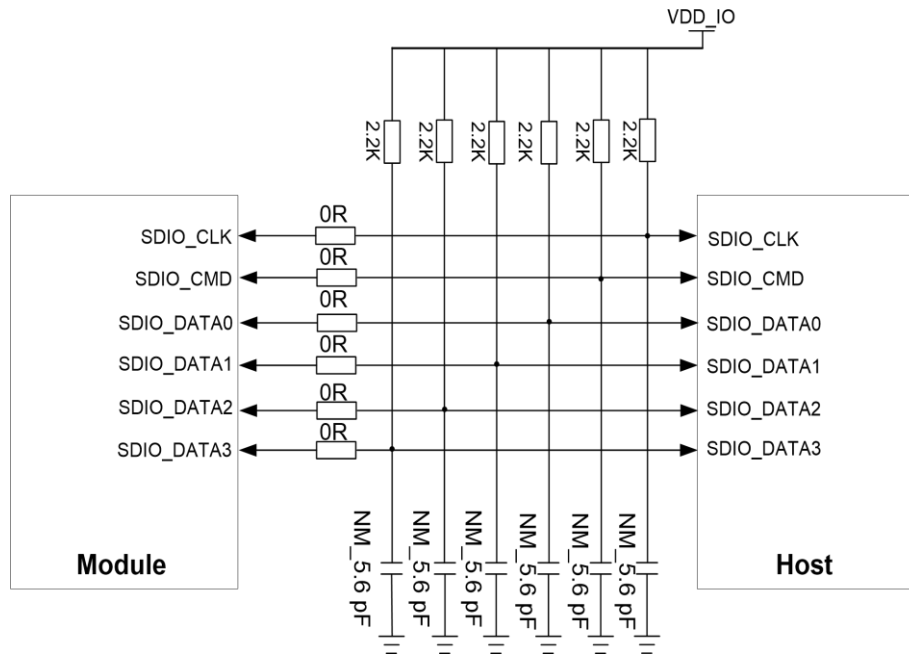 VDD_IO
2.2K
2.2K
2.2K
2.2K
2.2K
2.2K
0R
SDIO_CLK
SDIO_CLK
0R
SDIO_CMD
SDIO_CMD
0R
SDIO_DATA0
SDIO_DATA0
0R
SDIO_DATA1
SDIO_DATA1
0R
SDIO_DATA2
SDIO_DATA2
0R
SDIO_DATA3
SDIO_DATA3
NM_5.6 pF
NM_5.6 pF
NM_5.6 pF
NM_5.6 pF
NM_5.6 pF
NM_5.6 pF
Module
Host